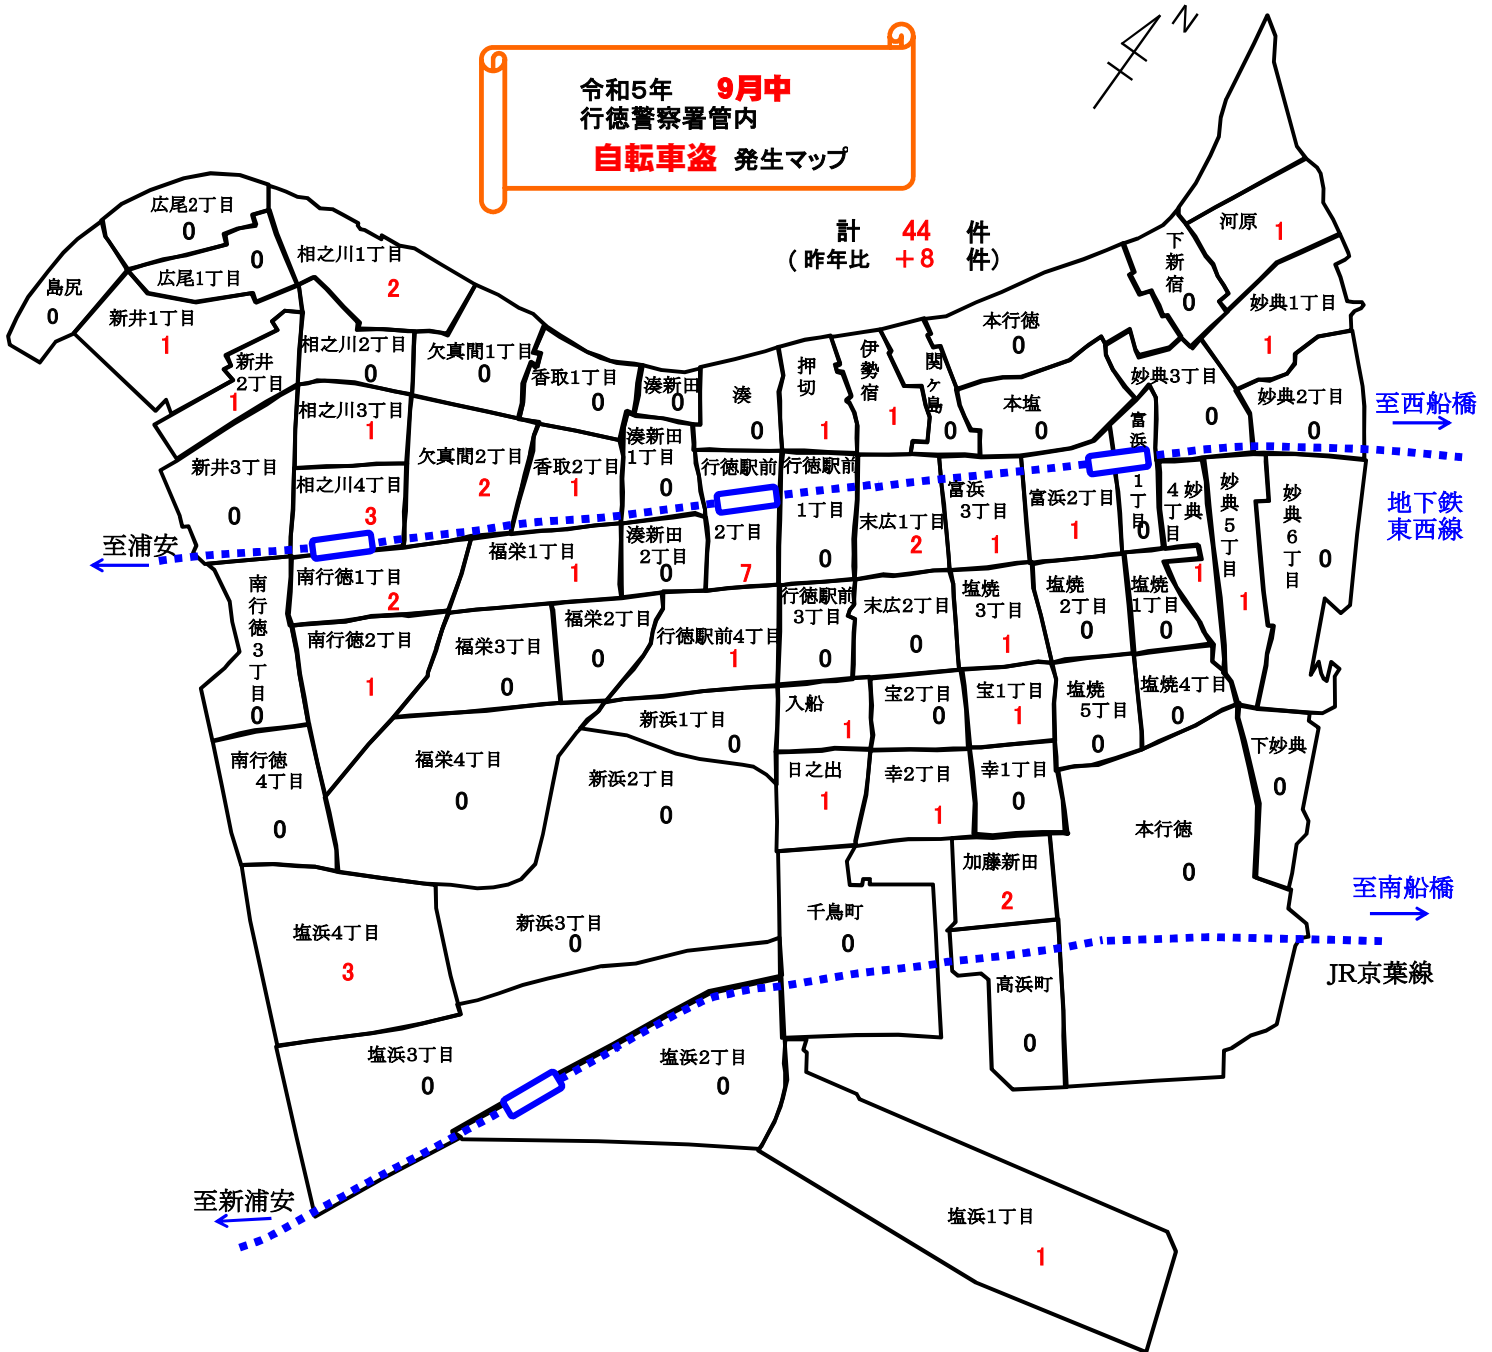 N
令和5年 9月中
行徳警察署管内
自転車盗 発生マップ
計 44 件
(昨年比 +8 件)
広尾2丁目
0
広尾1丁目
0
島尻
0
相之川1丁目
2
新井1丁目
1
新井
2丁目
1
相之川2丁目
0
欠真間1丁目
0
香取1丁目
0
湊新田
0
湊
0
押切
1
伊勢宿
1
関ヶ島
0
本行徳
0
本塩
0
下新宿
0
河原
1
妙典1丁目
1
妙典2丁目
0
妙典3丁目
0
至西船橋
地下鉄
東西線
相之川3丁目
1
新井3丁目
0
相之川4丁目
3
欠真間2丁目
2
香取2丁目
1
湊新田
1丁目
0
湊新田
2丁目
0
行徳駅前
2丁目
7
行徳駅前
1丁目
0
末広1丁目
2
富浜
3丁目
1
富浜2丁目
1
富浜1丁目
0
妙典4丁目
1
妙典5丁目
1
妙典6丁目
0
至浦安
南行徳3丁目
0
南行徳1丁目
2
福栄1丁目
1
南行徳2丁目
1
福栄3丁目
0
福栄2丁目
0
行徳駅前4丁目
1
行徳駅前
3丁目
0
末広2丁目
0
塩焼
3丁目
1
塩焼
2丁目
0
塩焼
1丁目
0
南行徳
4丁目
0
福栄4丁目
0
新浜1丁目
0
新浜2丁目
0
入船
1
宝2丁目
0
宝1丁目
1
塩焼
5丁目
0
塩焼4丁目
0
下妙典
0
日之出
1
幸2丁目
1
幸1丁目
0
本行徳
0
加藤新田
2
千鳥町
0
高浜町
0
至南船橋
JR京葉線
塩浜4丁目
3
新浜3丁目
0
塩浜3丁目
0
塩浜2丁目
0
至新浦安
塩浜1丁目
1